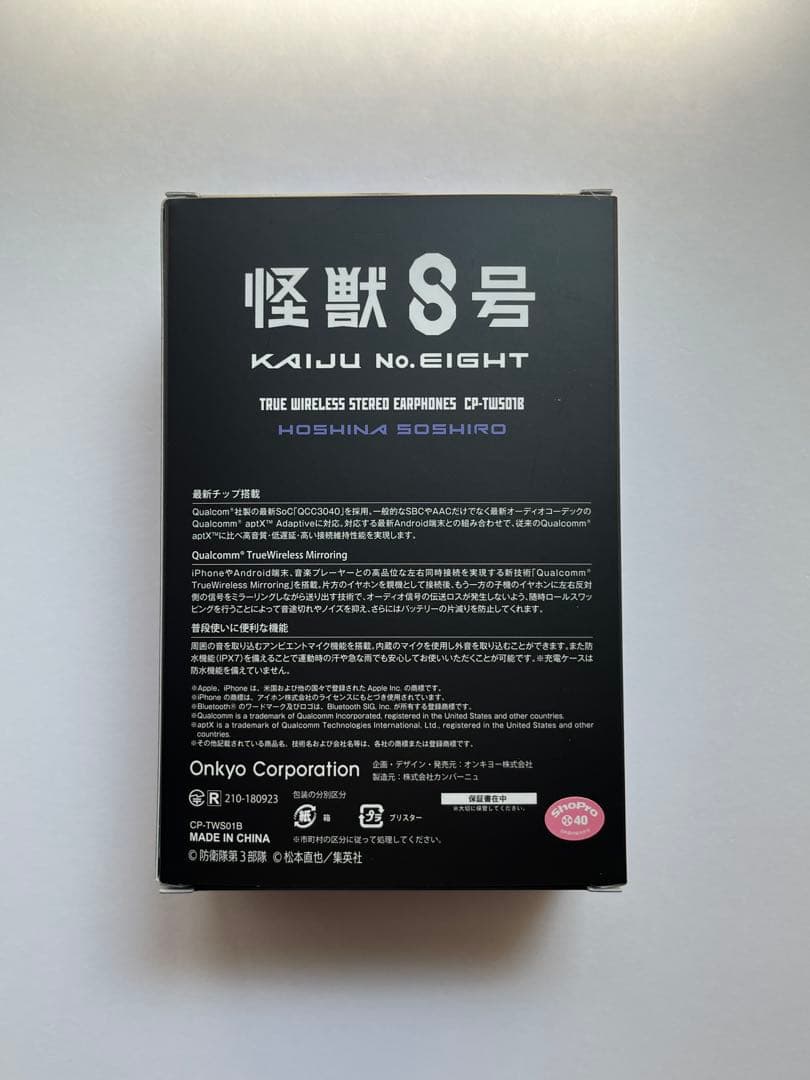 怪獣8号
KAIJU No.EIGHT
TRUE WIRELESS STEREO EARPHONES CP-TWS01B
HOSHINA SOSHIRO
最新チップ搭載
Qualcom®社製の最新SoC「QCC3040」を採用。一般的なSBCやAACだけでなく最新オーディオコーデックの
Qualcomm® aptX™ Adaptiveに対応。対応する最新Android端末との組み合わせで、従来のQualcomm®
aptX™に比べ高音質・低遅延・高い接続維持性能を実現します。
Qualcomm® TrueWireless Mirroring
iPhoneやAndroid端末、音楽プレーヤーとの高品位な左右同時接続を実現する新技術「Qualcomm®
TrueWireless Mirroring」を搭載。片方のイヤホンを親機として接続後、もう一方の子機のイヤホンに左右反対
側の信号をミラーリングしながら送り出す技術で、オーディオ信号の伝送ロスが発生しないよう、随時ロールスワッ
ピングを行うことによって音途切れやノイズを抑え、さらにはバッテリーの片減りを防止してくれます。
普段使いに便利な機能
周囲の音を取り込むアンビエントマイク機能を搭載。内蔵のマイクを使用し外音を取り込むことができます。また防
水機能(IPX7)を備えることで運動時の汗や急な雨でも安心してお使いいただくことが可能です。※充電ケースは
防水機能を備えていません。
※Apple、iPhone は、米国および他の国々で登録された Apple Inc. の商標です。
※iPhone の商標は、アイホン株式会社のライセンスにもとづき使用されています。
※Bluetooth® のワードマーク及びロゴは、Bluetooth SIG, Inc. が所有する登録商標です。
※Qualcomm is a trademark of Qualcomm Incorporated, registered in the United States and other countries.
※aptX is a trademark of Qualcomm Technologies International, Ltd., registered in the United States and other
countries.
※その他記載されている商品名、技術名および会社名等は、各社の商標または登録商標です。
Onkyo Corporation
企画・デザイン・発売元：オンキヨー株式会社
製造元：株式会社カンパーニュ
R 210-180923
包装の分別区分
紙 箱
プラ ブリスター
保証書在中
※大切に保管してください。
ShoPro
40
CP-TWS01B
MADE IN CHINA
※市町村の区分に従って処理してください。
©防衛隊第3部隊 ©松本直也／集英社